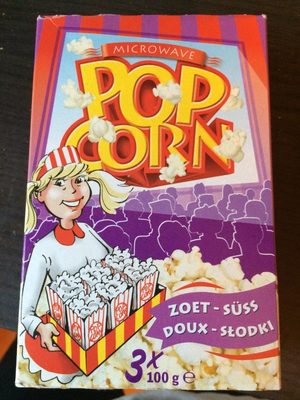 MICROWAVE
POP
CORN
ZOET - SÜSS
DOUX - SŁODKI
3x
100 g e